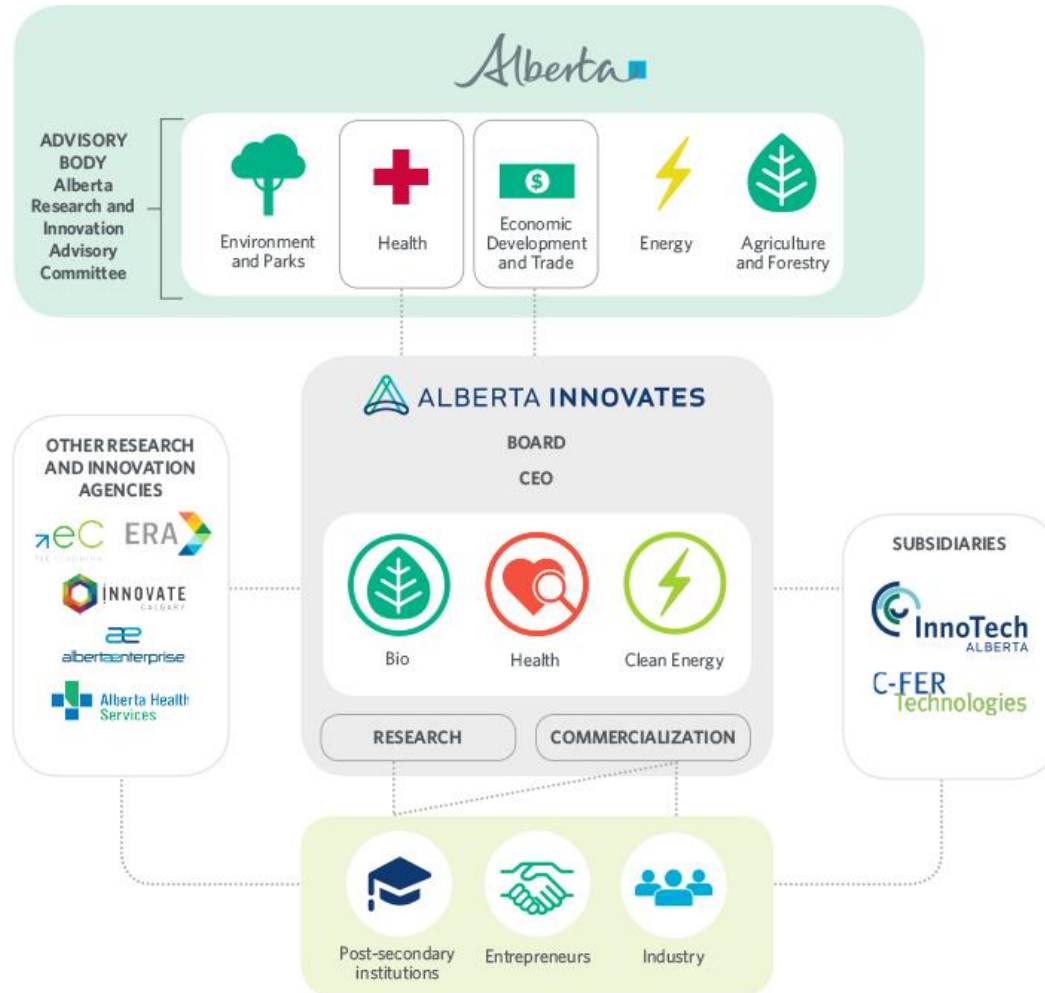 Alberta
ADVISORY
BODY
Alberta
Research and
Innovation
Advisory
Committee
Environment
and Parks
Health
$
Economic
Development
and Trade
Energy
Agriculture
and Forestry
ALBERTA INNOVATES
BOARD
CEO
OTHER RESEARCH
AND INNOVATION
AGENCIES
eC
ERA
INNOVATE
CALGARY
ae
albertaenterprise
Alberta Health
Services
Bio
Health
Clean Energy
RESEARCH
COMMERCIALIZATION
SUBSIDIARIES
InnoTech
ALBERTA
C-FER
Technologies
Post-secondary
institutions
Entrepreneurs
Industry